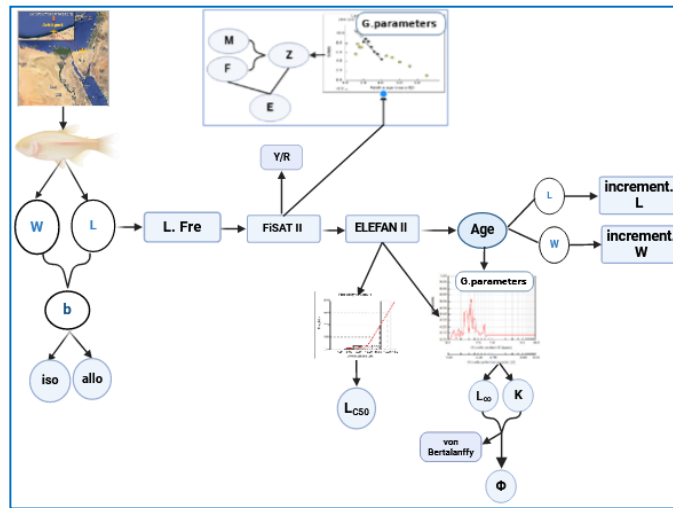 G.parameters
M
F
Z
E
Y/R
W
L
L. Fre
FiSAT II
ELEFAN II
Age
L
increment.
L
W
increment.
W
G.parameters
b
iso
allo
L∞
K
LC50
von
Bertalanffy
Φ